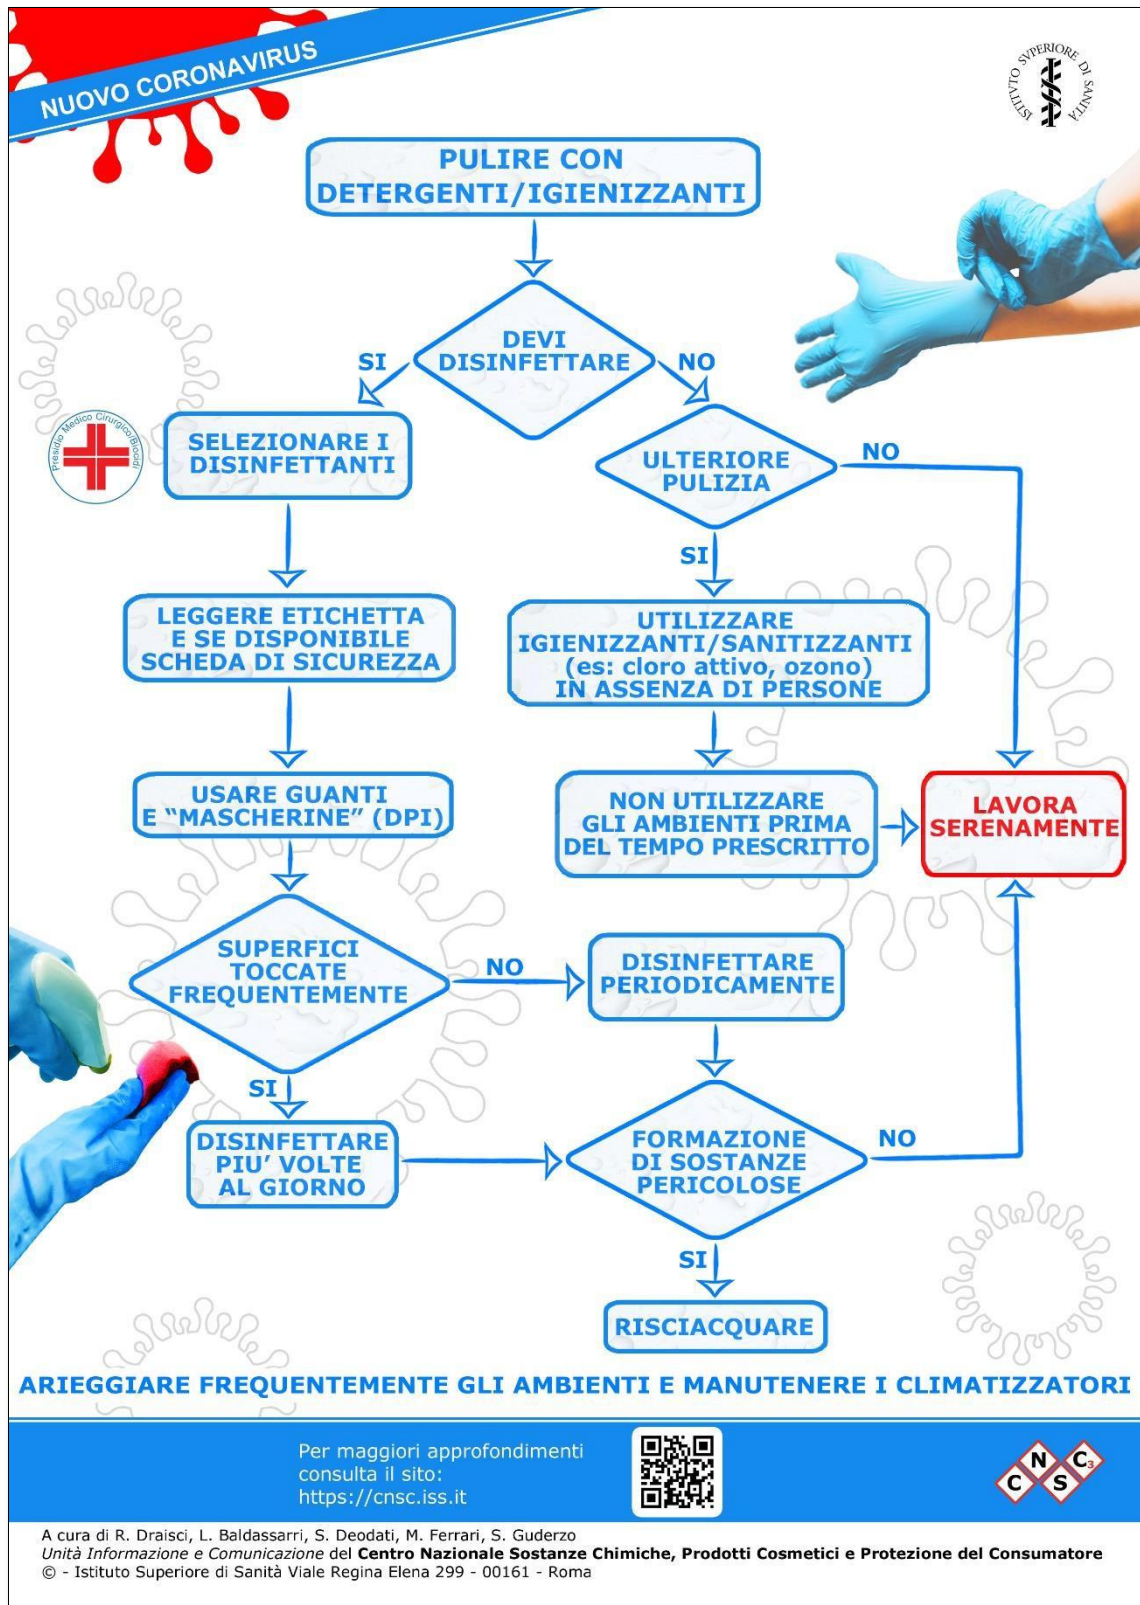 NUOVO CORONAVIRUS
ISTITVTO SVPERIORE DI SANITÀ
PULIRE CON
DETERGENTI/IGIENIZZANTI
DEVI
DISINFETTARE
SI
NO
Presidio Medico Cirurgico/Biocidi
SELEZIONARE I
DISINFETTANTI
ULTERIORE
PULIZIA
NO
SI
LEGGERE ETICHETTA
E SE DISPONIBILE
SCHEDA DI SICUREZZA
UTILIZZARE
IGIENIZZANTI/SANITIZZANTI
(es: cloro attivo, ozono)
IN ASSENZA DI PERSONE
USARE GUANTI
E “MASCHERINE” (DPI)
NON UTILIZZARE
GLI AMBIENTI PRIMA
DEL TEMPO PRESCRITTO
LAVORA
SERENAMENTE
SUPERFICI
TOCCATE
FREQUENTEMENTE
NO
DISINFETTARE
PERIODICAMENTE
SI
DISINFETTARE
PIU’ VOLTE
AL GIORNO
FORMAZIONE
DI SOSTANZE
PERICOLOSE
NO
SI
RISCIACQUARE
ARIEGGIARE FREQUENTEMENTE GLI AMBIENTI E MANUTENERE I CLIMATIZZATORI
Per maggiori approfondimenti
consulta il sito:
https://cnsc.iss.it
C N S C3
A cura di R. Draisci, L. Baldassarri, S. Deodati, M. Ferrari, S. Guderzo
Unità Informazione e Comunicazione del Centro Nazionale Sostanze Chimiche, Prodotti Cosmetici e Protezione del Consumatore
© - Istituto Superiore di Sanità Viale Regina Elena 299 - 00161 - Roma